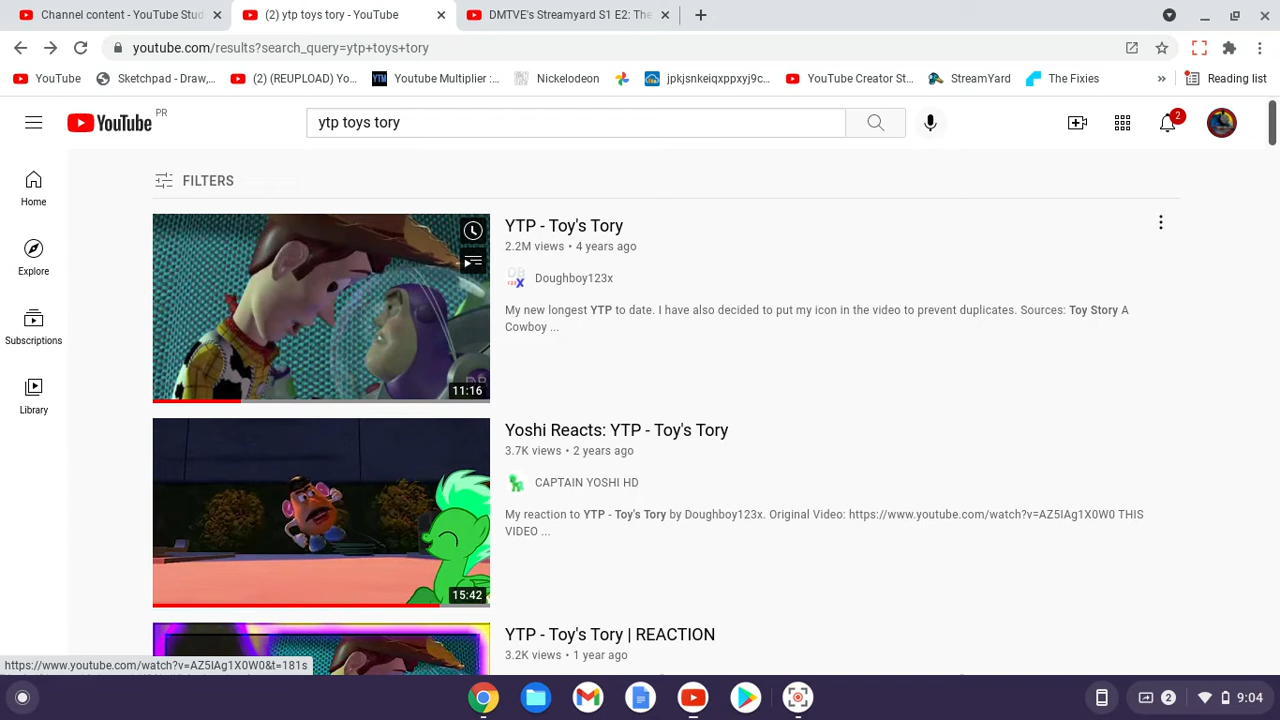 Channel content - YouTube Stud
(2) ytp toys tory - YouTube
DMTVE's Streamyard S1 E2: The
youtube.com/results?search_query=ytp+toys+tory
YouTube
Sketchpad - Draw,...
(2) (REUPLOAD) Yo...
YTM
Youtube Multiplier :...
Nickelodeon
jpkjsnkeiqxppxyj9c...
YouTube Creator St...
StreamYard
The Fixies
»
Reading list
YouTube PR
ytp toys tory
2
Home
Explore
Subscriptions
Library
FILTERS
11:16
YTP - Toy's Tory
2.2M views • 4 years ago
DB
123X
Doughboy123x
My new longest YTP to date. I have also decided to put my icon in the video to prevent duplicates. Sources: Toy Story A
Cowboy ...
15:42
Yoshi Reacts: YTP - Toy's Tory
3.7K views • 2 years ago
CAPTAIN YOSHI HD
My reaction to YTP - Toy's Tory by Doughboy123x. Original Video: https://www.youtube.com/watch?v=AZ5IAg1X0W0 THIS
VIDEO ...
YTP - Toy's Tory | REACTION
3.2K views • 1 year ago
https://www.youtube.com/watch?v=AZ5IAg1X0W0&t=181s
2
9:04